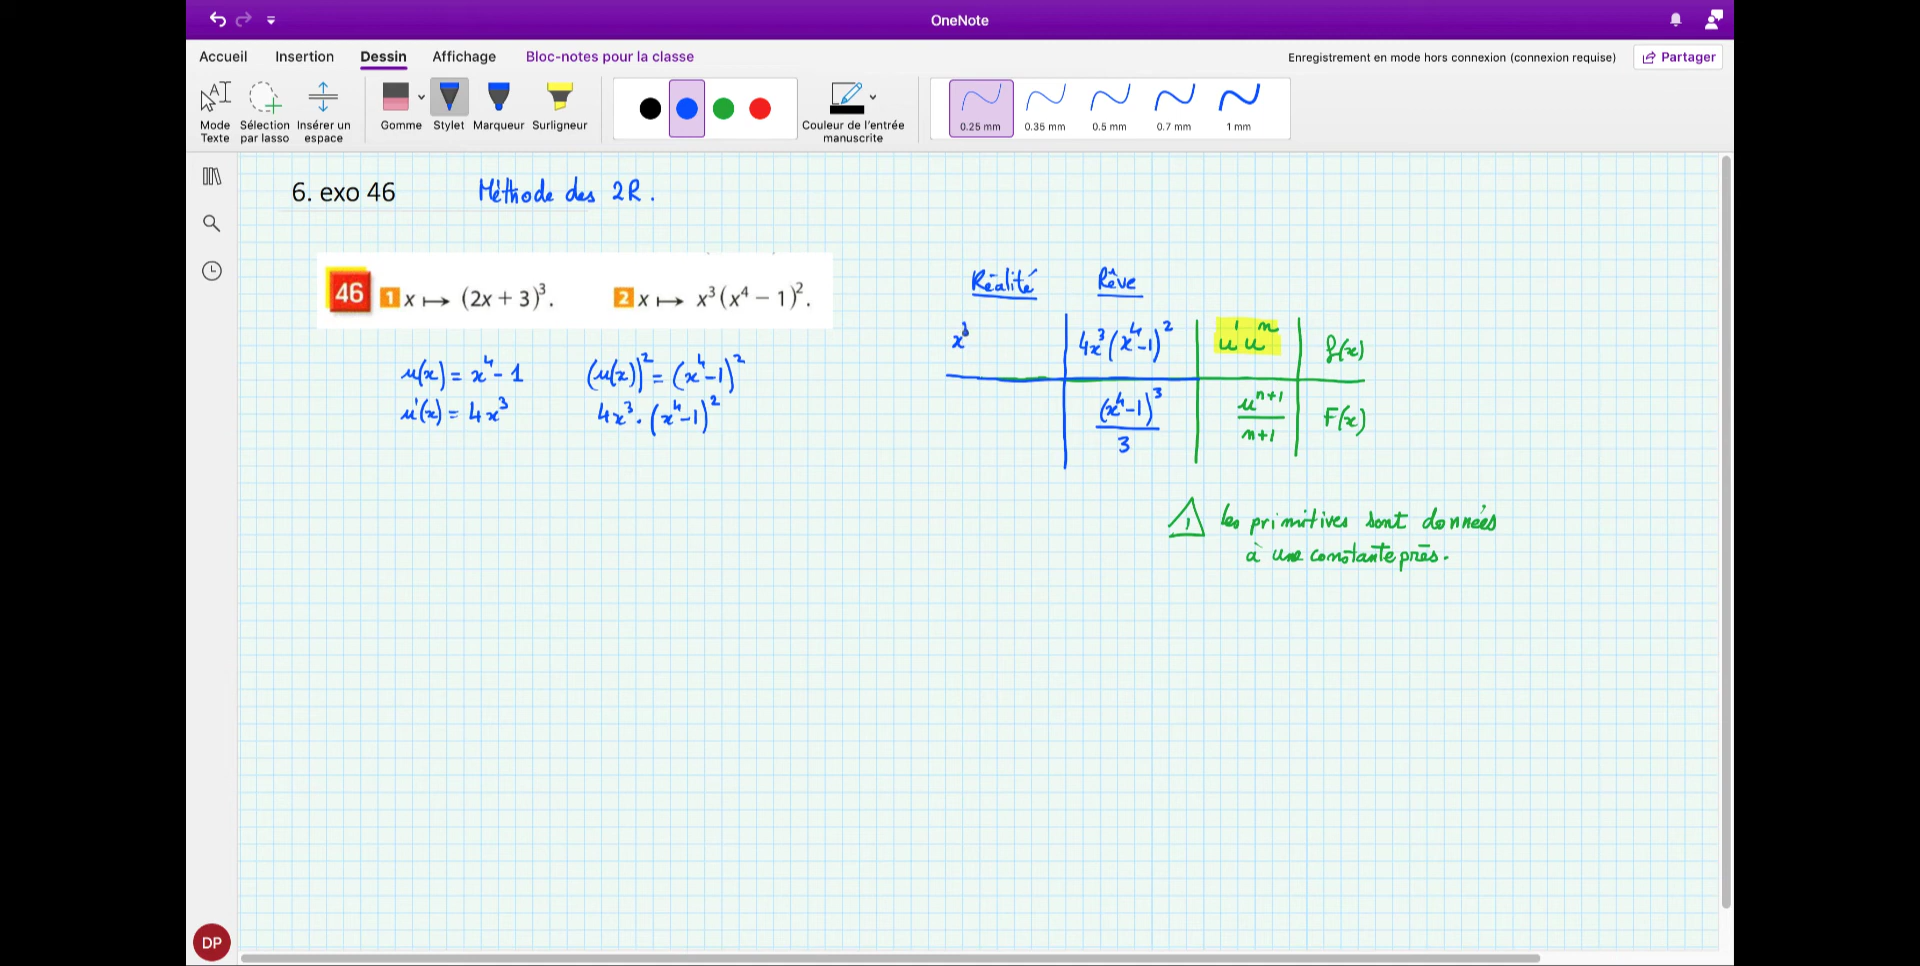 OneNote
Accueil Insertion Dessin Affichage Bloc-notes pour la classe Enregistrement en mode hors connexion (connexion requise) Partager
Mode Texte Sélection par lasso Insérer un espace Gomme Stylet Marqueur Surligneur Couleur de l'entrée manuscrite 0.25 mm 0.35 mm 0.5 mm 0.7 mm 1 mm
6. exo 46 Méthode des 2R.
46 1 x ↦ (2x + 3)³. 2 x ↦ x³(x⁴ − 1)².
u(x) = x⁴ - 1 (u(x))² = (x⁴-1)²
u'(x) = 4x³ 4x³ · (x⁴-1)²
Réalité Rêve
x³ 4x³(x⁴-1)² u'uⁿ f(x)
(x⁴-1)³/3 uⁿ⁺¹/n+1 F(x)
! les primitives sont données
à une constante près.
DP